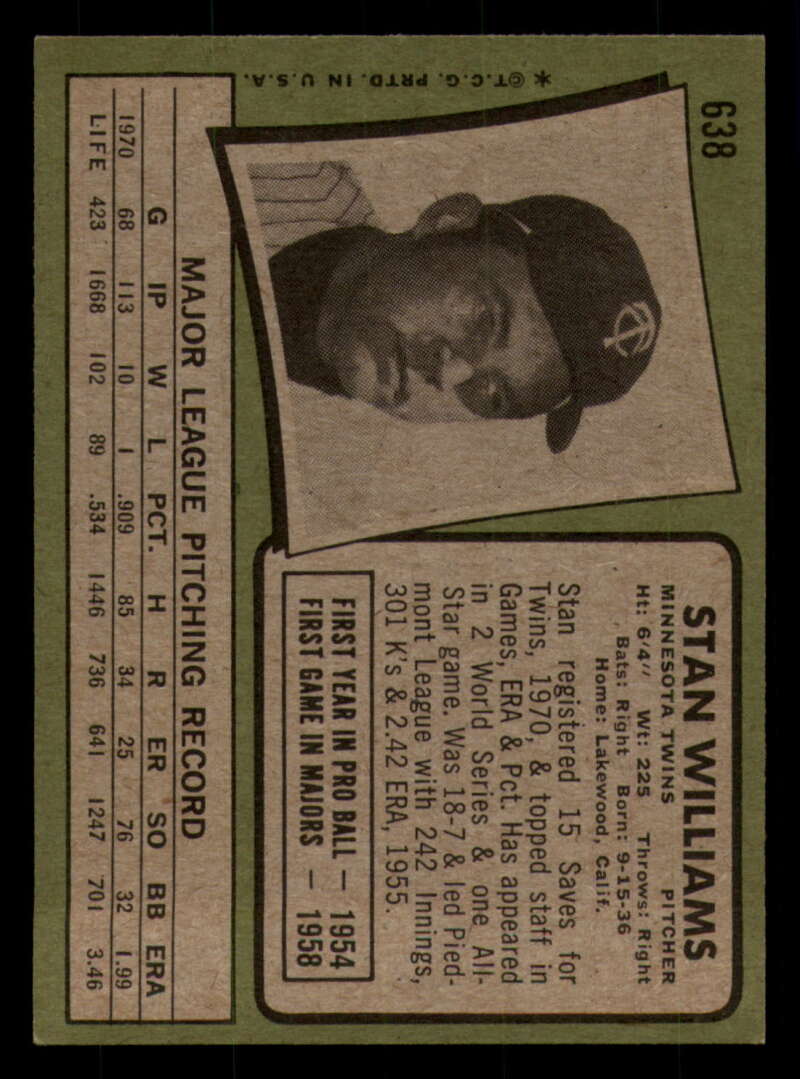 638
STAN WILLIAMS
MINNESOTA TWINS PITCHER
Ht: 6'4" Wt: 225 Throws: Right
Bats: Right Born: 9-15-36
Home: Lakewood, Calif.
Stan registered 15 Saves for
Twins, 1970, & topped staff in
Games, ERA & Pct. Has appeared
in 2 World Series & one All-
Star game. Was 18-7 & led Pied-
mont League with 242 Innings,
301 K's & 2.42 ERA, 1955.
FIRST YEAR IN PRO BALL — 1954
FIRST GAME IN MAJORS — 1958
MAJOR LEAGUE PITCHING RECORD
G IP W L PCT. H R ER SO BB ERA
1970 68 113 10 1 .909 85 34 25 76 32 1.99
LIFE 423 1668 102 89 .534 1446 736 641 1247 701 3.46
*©T.C.G. PRTD. IN U.S.A.
TC